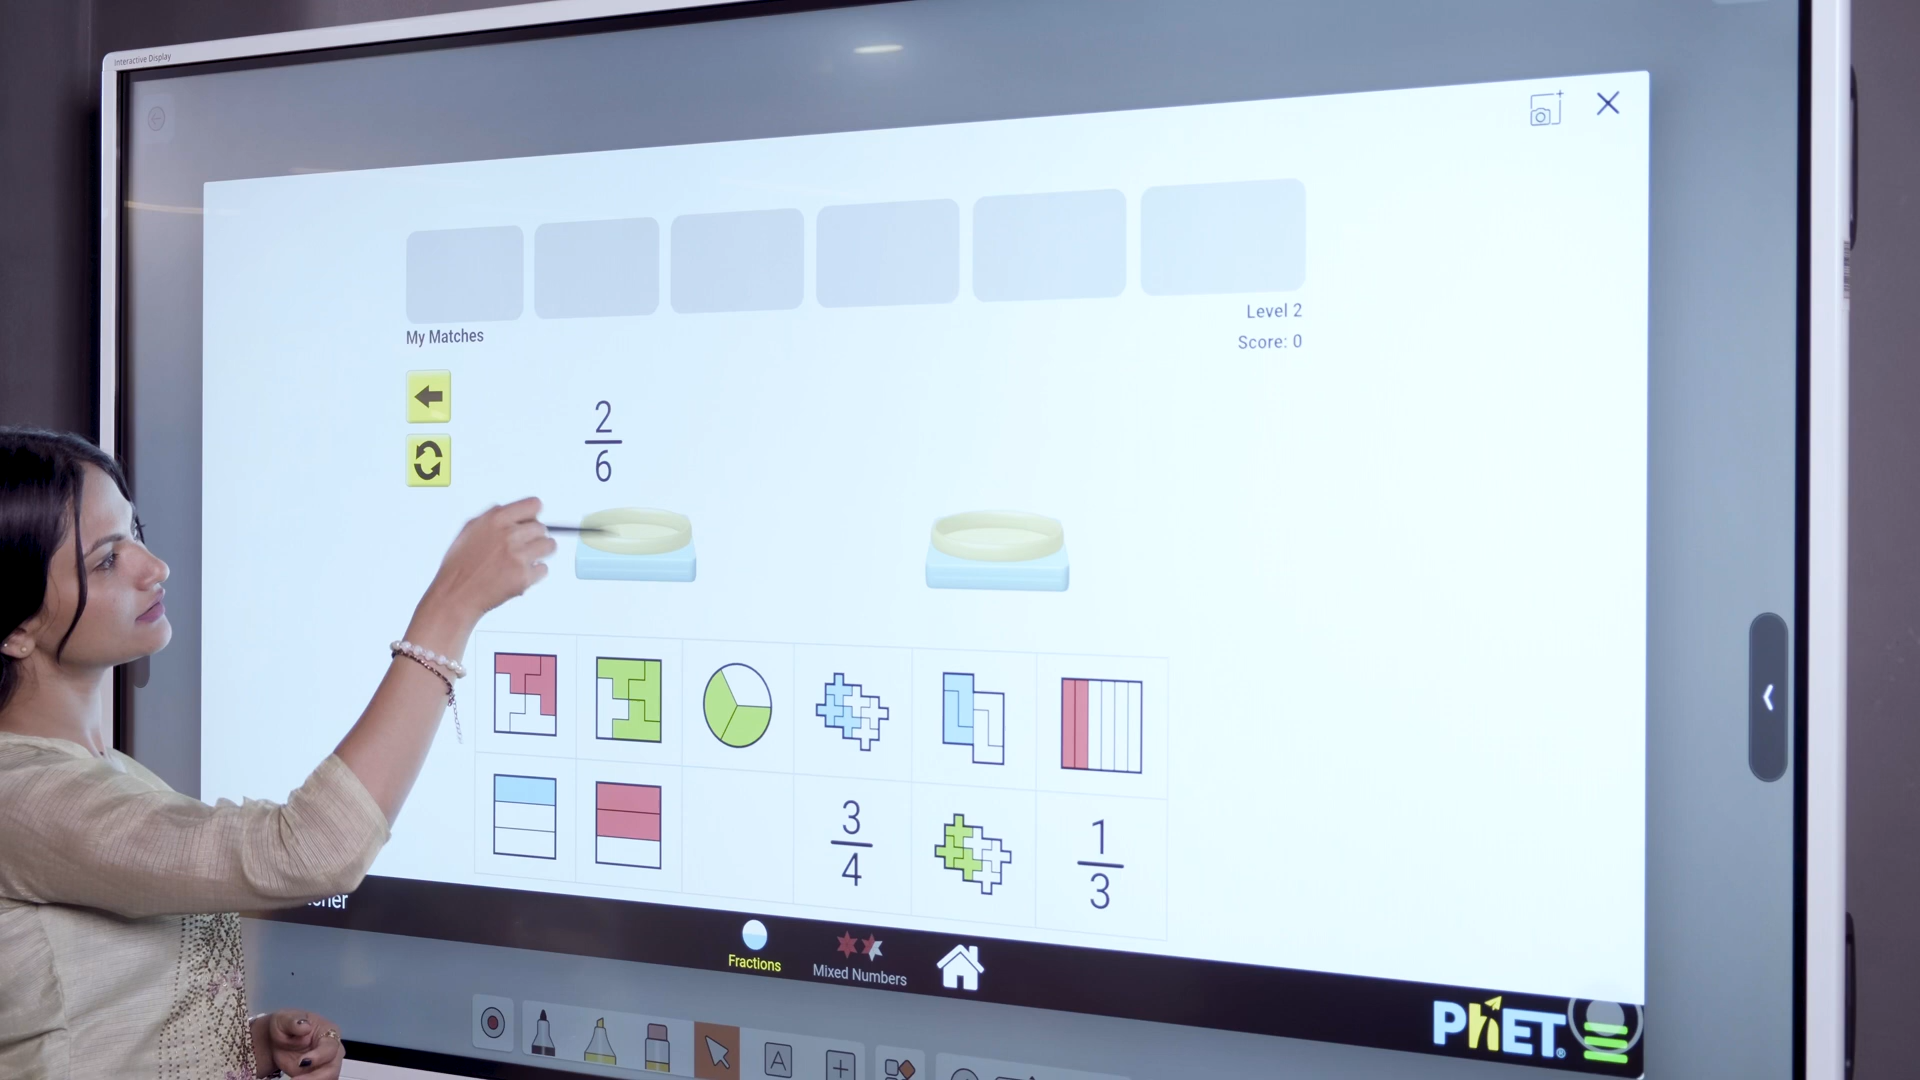 Interactive Display
My Matches
Level 2
Score: 0
2
6
3
4
1
3
Fractions
Mixed Numbers
PhET
A